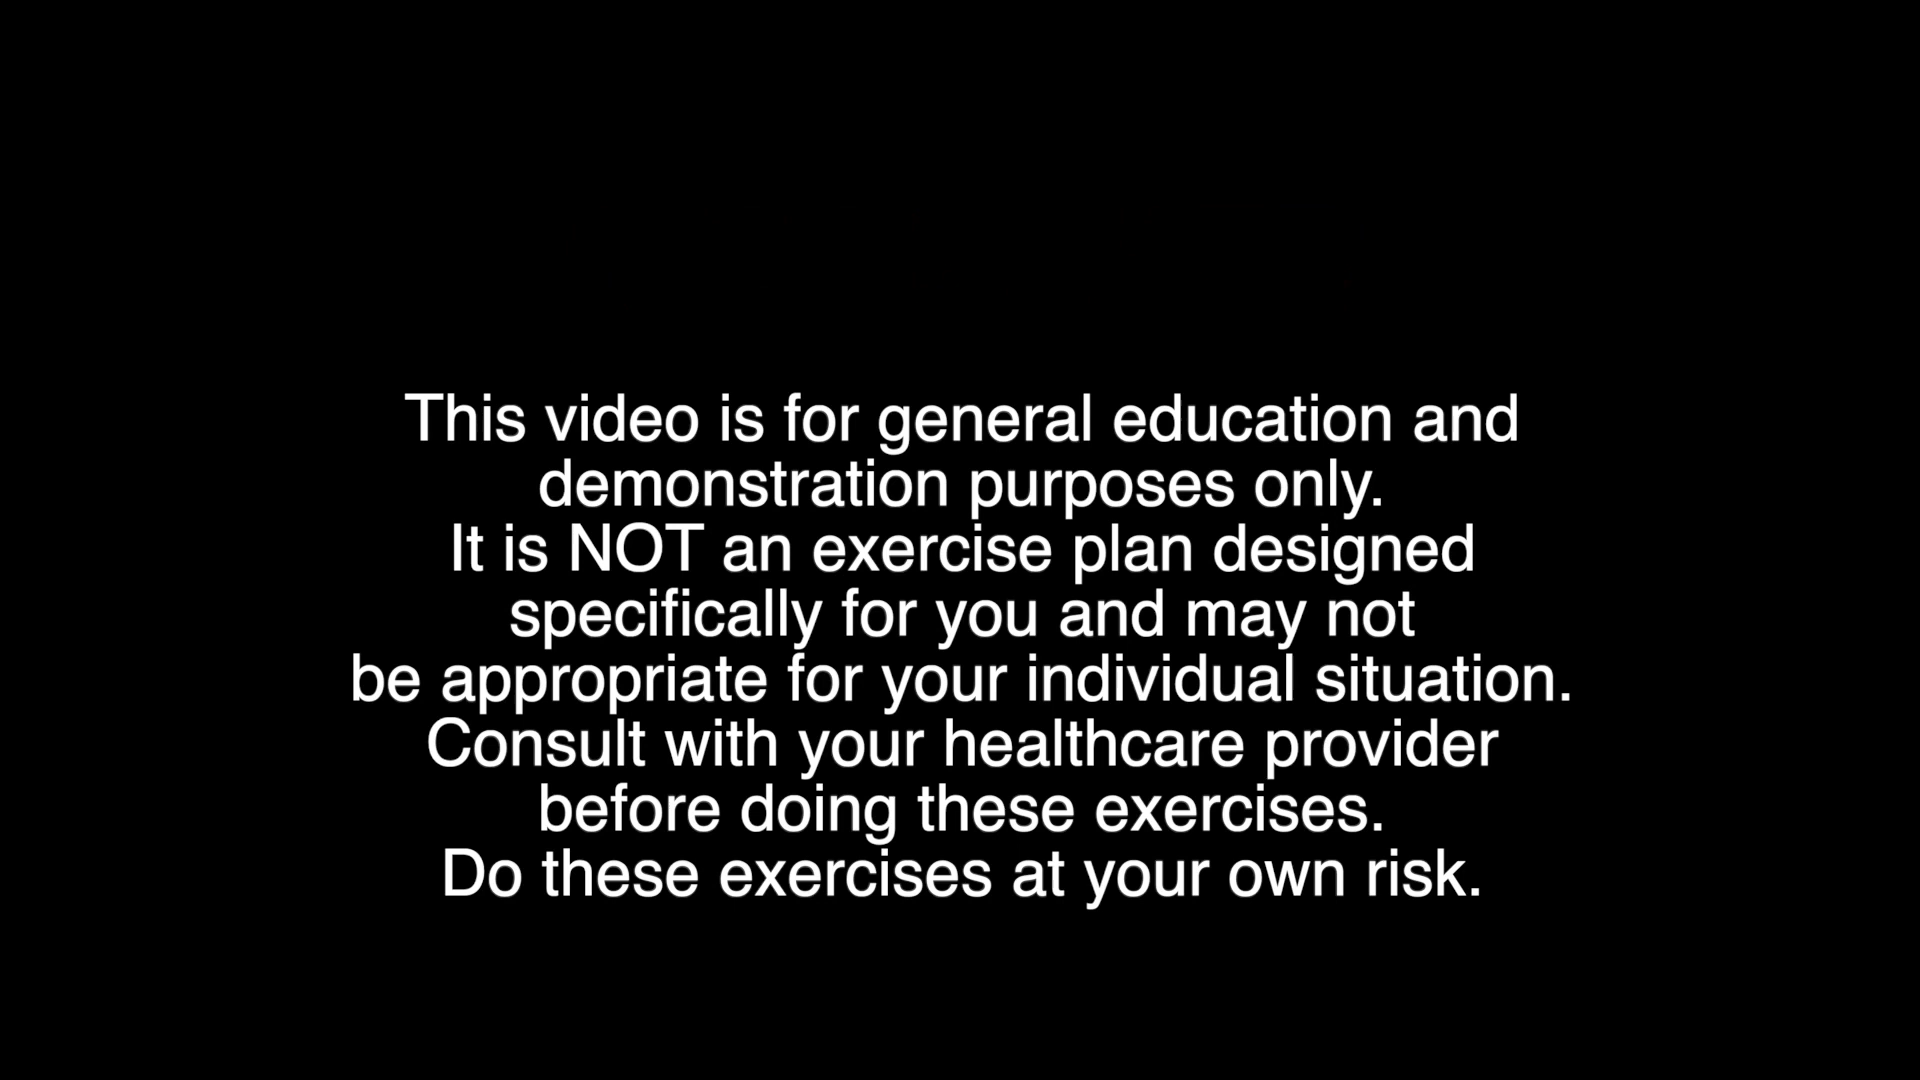 This video is for general education and
demonstration purposes only.
It is NOT an exercise plan designed
specifically for you and may not
be appropriate for your individual situation.
Consult with your healthcare provider
before doing these exercises.
Do these exercises at your own risk.